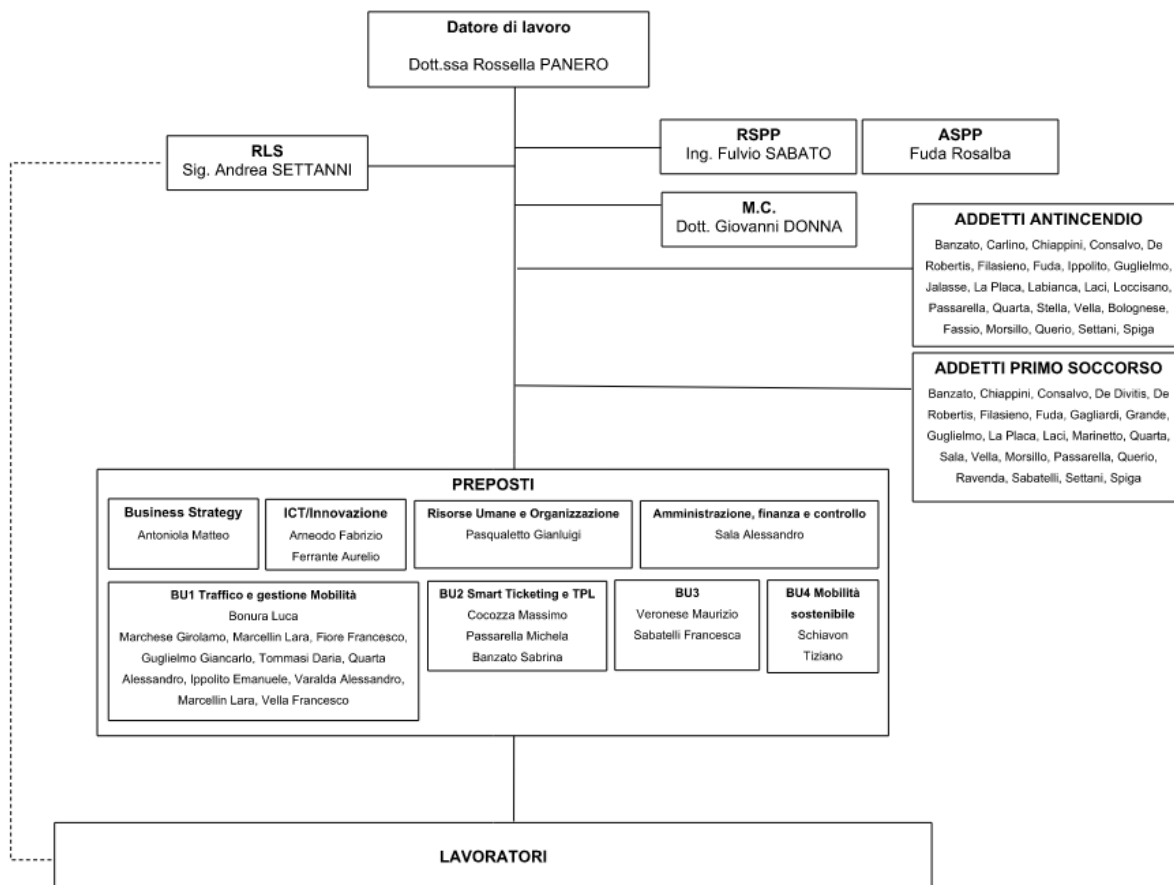 Datore di lavoro
Dott.ssa Rossella PANERO
RLS
Sig. Andrea SETTANNI
RSPP
Ing. Fulvio SABATO
ASPP
Fuda Rosalba
M.C.
Dott. Giovanni DONNA
ADDETTI ANTINCENDIO
Banzato, Carlino, Chiappini, Consalvo, De
Robertis, Filasieno, Fuda, Ippolito, Guglielmo,
Jalasse, La Placa, Labianca, Laci, Loccisano,
Passarella, Quarta, Stella, Vella, Bolognese,
Fassio, Morsillo, Querio, Settani, Spiga
ADDETTI PRIMO SOCCORSO
Banzato, Chiappini, Consalvo, De Divitis, De
Robertis, Filasieno, Fuda, Gagliardi, Grande,
Guglielmo, La Placa, Laci, Marinetto, Quarta,
Sala, Vella, Morsillo, Passarella, Querio,
Ravenda, Sabatelli, Settani, Spiga
PREPOSTI
Business Strategy
Antoniola Matteo
ICT/Innovazione
Arneodo Fabrizio
Ferrante Aurelio
Risorse Umane e Organizzazione
Pasqualetto Gianluigi
Amministrazione, finanza e controllo
Sala Alessandro
BU1 Traffico e gestione Mobilità
Bonura Luca
Marchese Girolamo, Marcellin Lara, Fiore Francesco,
Guglielmo Giancarlo, Tommasi Daria, Quarta
Alessandro, Ippolito Emanuele, Varalda Alessandro,
Marcellin Lara, Vella Francesco
BU2 Smart Ticketing e TPL
Cocozza Massimo
Passarella Michela
Banzato Sabrina
BU3
Veronese Maurizio
Sabatelli Francesca
BU4 Mobilità
sostenibile
Schiavon
Tiziano
LAVORATORI